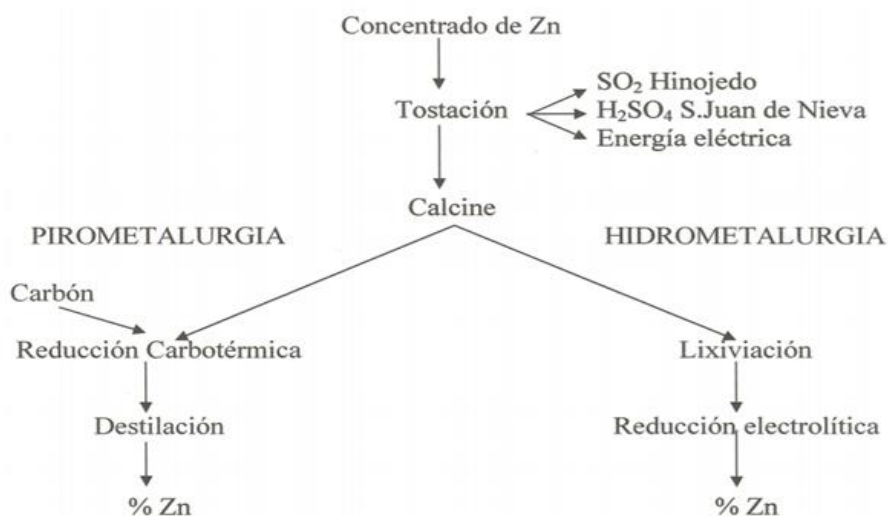 Concentrado de Zn
Tostación
SO₂ Hinojedo
H₂SO₄ S.Juan de Nieva
Energía eléctrica
Calcine
PIROMETALURGIA
HIDROMETALURGIA
Carbón
Reducción Carbotérmica
Lixiviación
Destilación
Reducción electrolítica
% Zn
% Zn